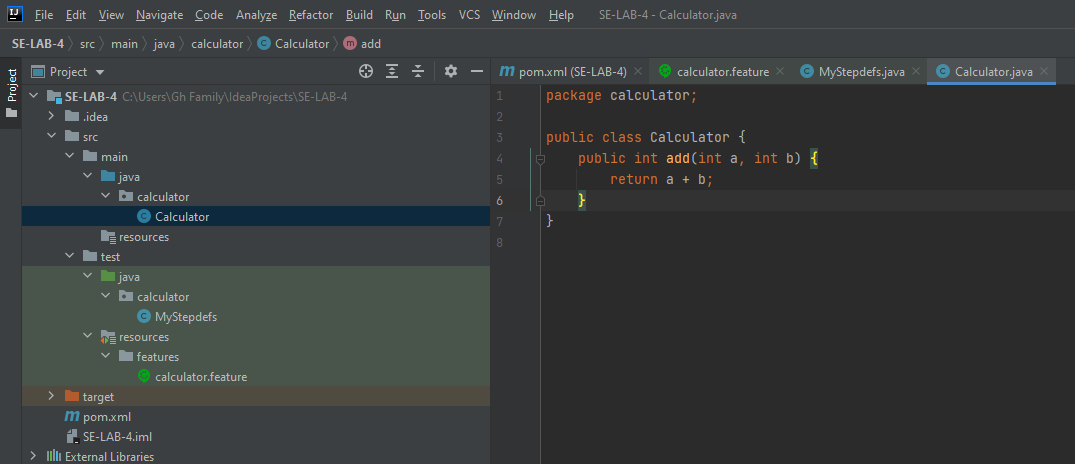 IJ File Edit View Navigate Code Analyze Refactor Build Run Tools VCS Window Help SE-LAB-4 - Calculator.java
SE-LAB-4 src main java calculator C Calculator m add
Project
Project
SE-LAB-4 C:\Users\Gh Family\IdeaProjects\SE-LAB-4
.idea
src
main
java
calculator
C Calculator
resources
test
java
calculator
C MyStepdefs
resources
features
calculator.feature
target
m pom.xml
SE-LAB-4.iml
External Libraries
m pom.xml (SE-LAB-4) calculator.feature C MyStepdefs.java C Calculator.java
1 package calculator;
2
3 public class Calculator {
4 public int add(int a, int b) {
5 return a + b;
6 }
7 }
8